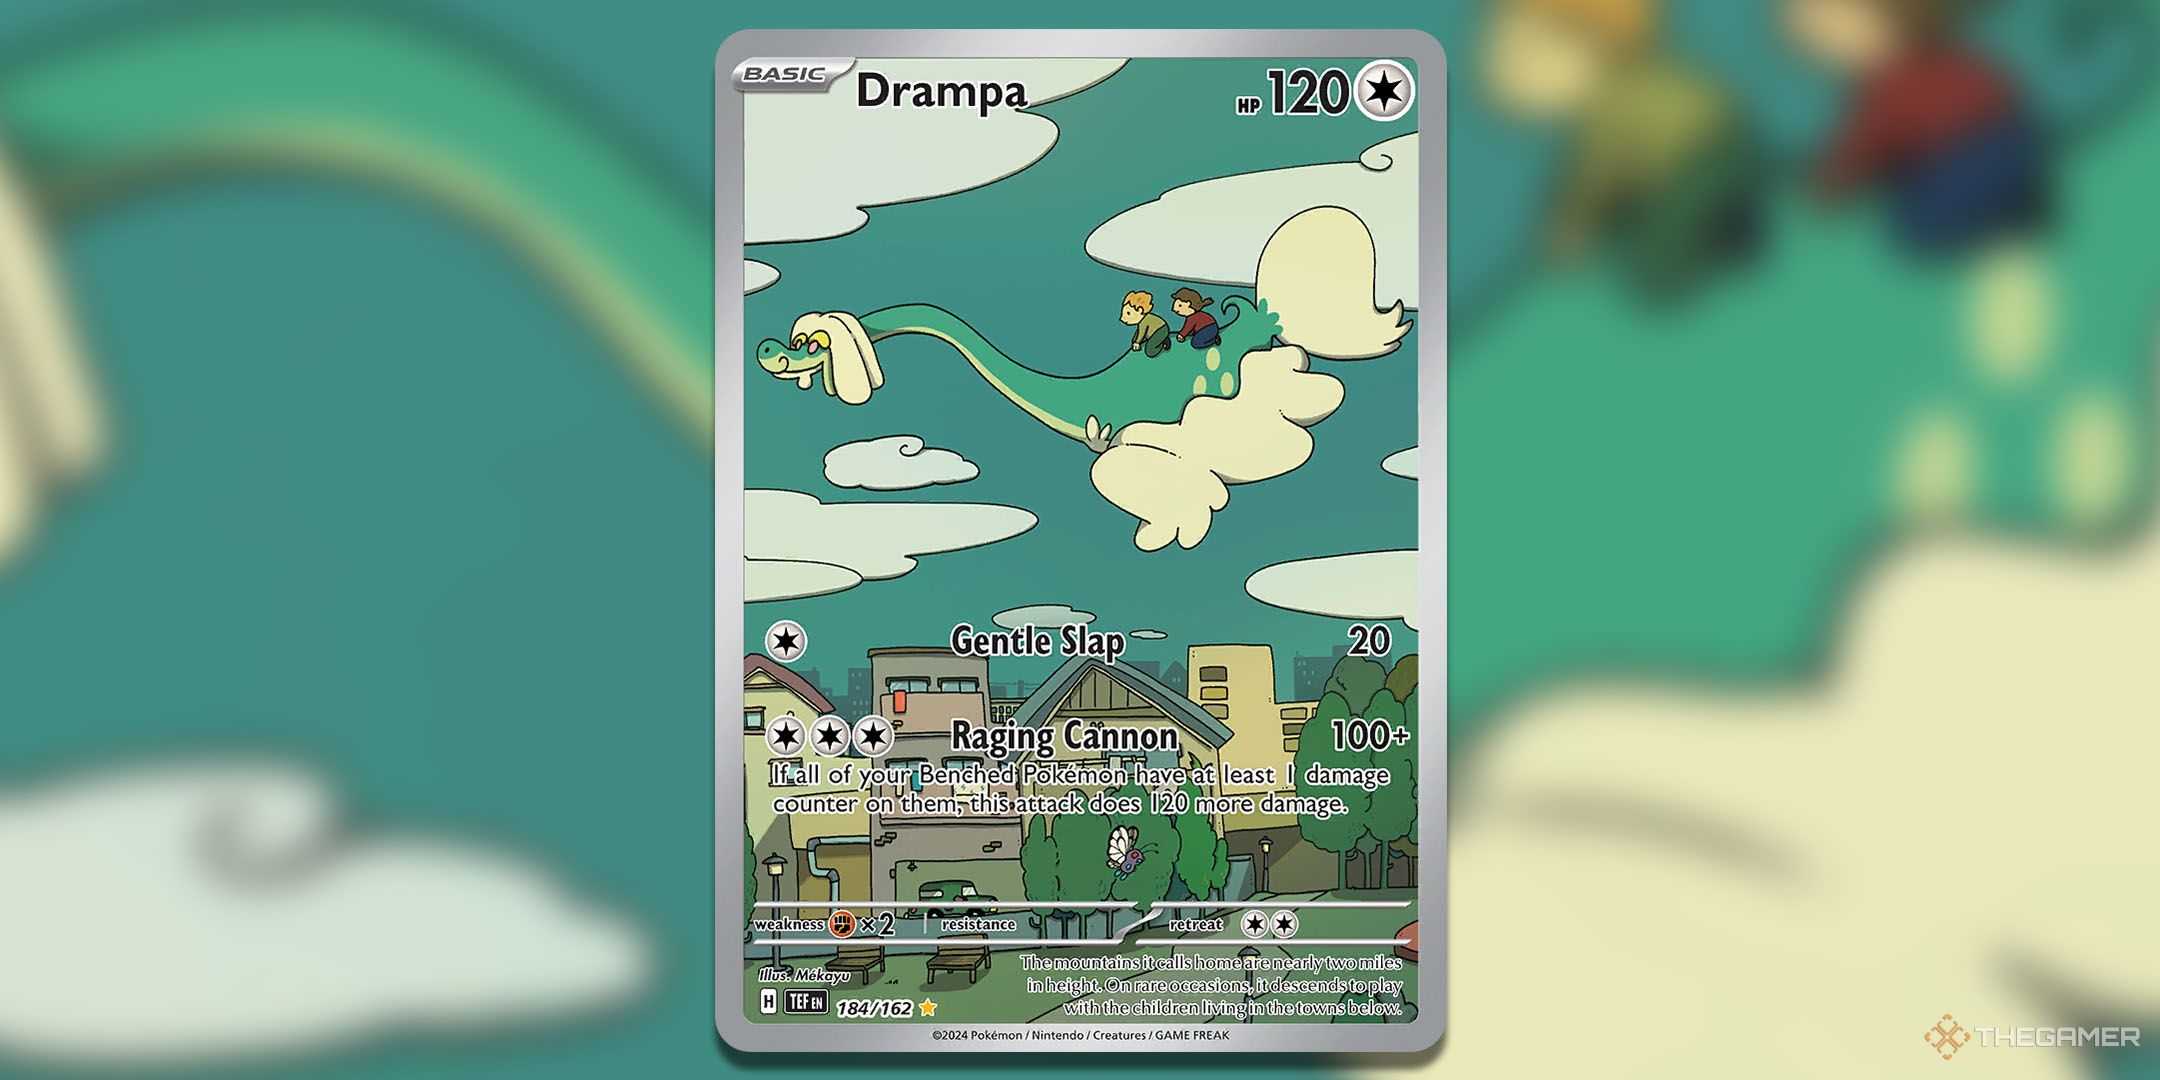 BASIC
Drampa
HP 120
Gentle Slap 20
Raging Cannon 100+
If all of your Benched Pokémon have at least 1 damage
counter on them, this attack does 120 more damage.
weakness ×2 resistance retreat
The mountains it calls home are nearly two miles
in height. On rare occasions, it descends to play
with the children living in the towns below.
Illus. Mékayu
H TEF EN 184/162
©2024 Pokémon / Nintendo / Creatures / GAME FREAK
THEGAMER